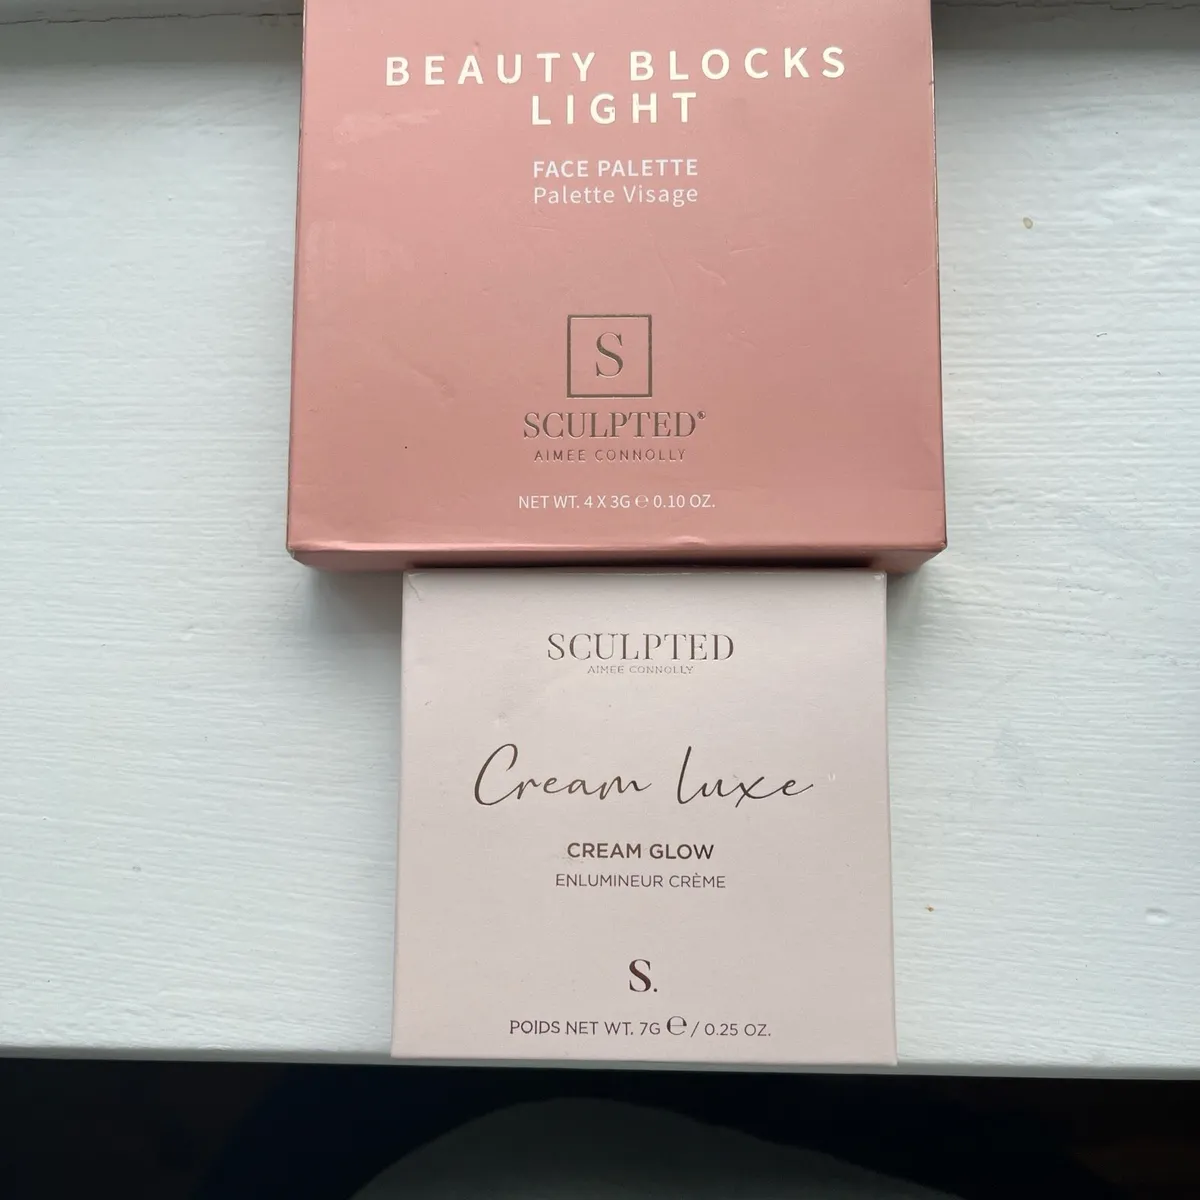 BEAUTY BLOCKS
LIGHT
FACE PALETTE
Palette Visage
S
SCULPTED®
AIMEE CONNOLLY
NET WT. 4 X 3G ℮ 0.10 OZ.
SCULPTED
AIMEE CONNOLLY
Cream luxe
CREAM GLOW
ENLUMINEUR CRÈME
S.
POIDS NET WT. 7G ℮ / 0.25 OZ.